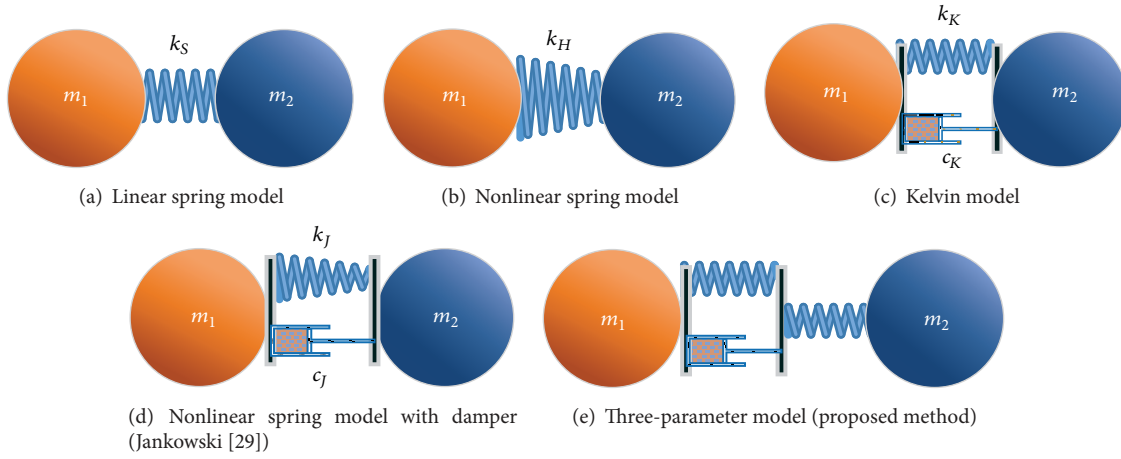 k_S
m_1
m_2
(a) Linear spring model
k_H
m_1
m_2
(b) Nonlinear spring model
k_K
m_1
m_2
c_K
(c) Kelvin model
k_J
m_1
m_2
c_J
(d) Nonlinear spring model with damper
(Jankowski [29])
m_1
m_2
(e) Three-parameter model (proposed method)